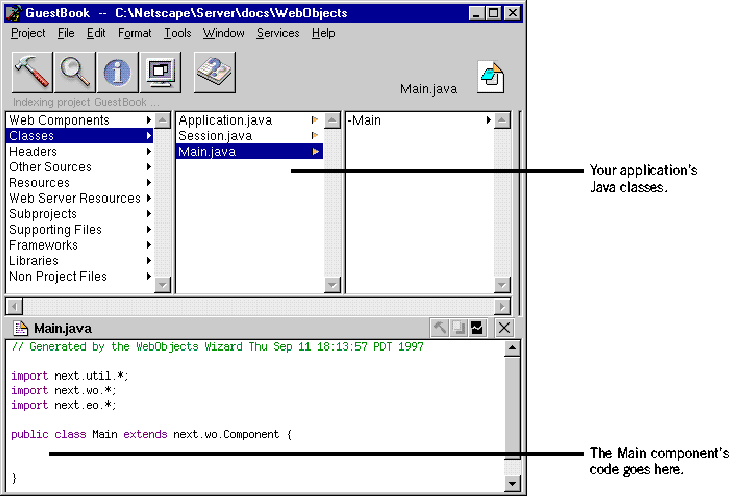 GuestBook -- C:\Netscape\Server\docs\WebObjects
Project File Edit Format Tools Window Services Help
Main.java
Indexing project GuestBook ...
Web Components
Classes
Headers
Other Sources
Resources
Web Server Resources
Subprojects
Supporting Files
Frameworks
Libraries
Non Project Files
Application.java
Session.java
Main.java
-Main
Your application's
Java classes.
Main.java
// Generated by the WebObjects Wizard Thu Sep 11 18:13:57 PDT 1997
import next.util.*;
import next.wo.*;
import next.eo.*;
public class Main extends next.wo.Component {
}
The Main component's
code goes here.